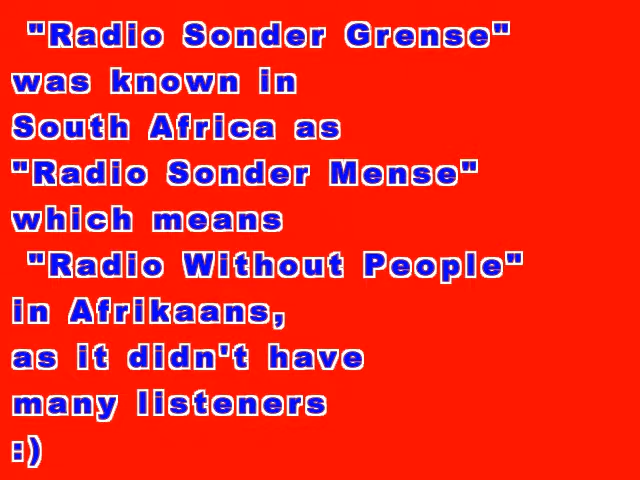 "Radio Sonder Grense"
was known in
South Africa as
"Radio Sonder Mense"
which means
"Radio Without People"
in Afrikaans,
as it didn't have
many listeners
:)